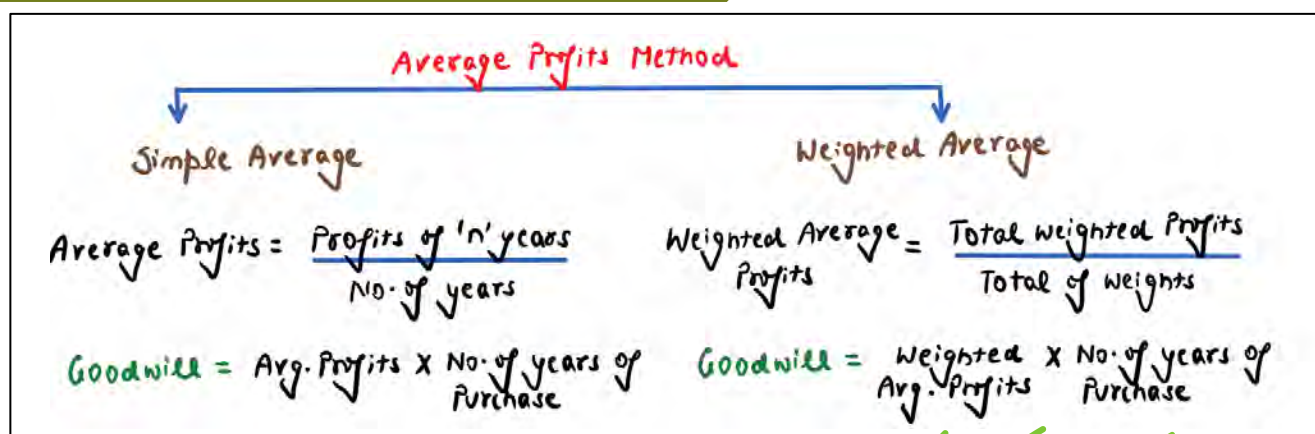 Average Profits Method
Simple Average
Weighted Average
Average Profits = Profits of 'n' years
No. of years
Weighted Average Profits = Total weighted Profits
Total of weights
Goodwill = Avg. Profits x No. of years of
Purchase
Goodwill = Weighted Avg. Profits x No. of years of
Purchase